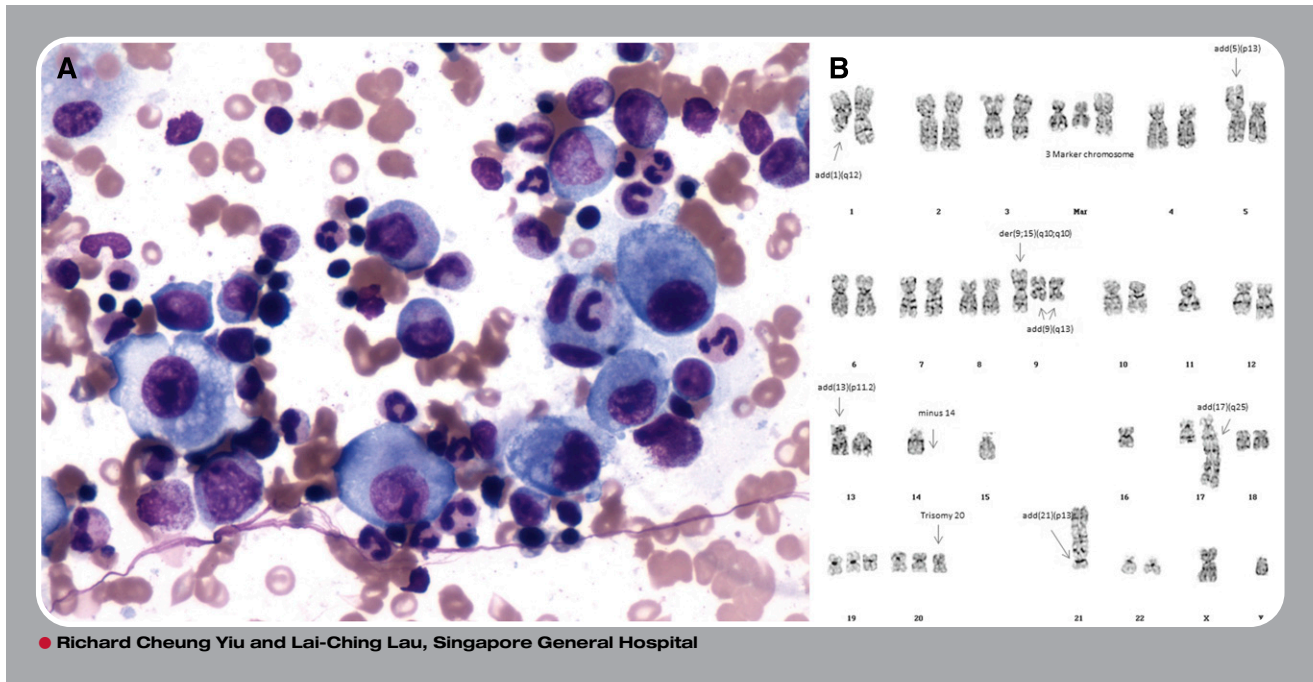 A
B
add(5)(p13)
3 Marker chromosome
add(1)(q12)
1 2 3 Mar 4 5
der(9;15)(q10;q10)
add(9)(q13)
6 7 8 9 10 11 12
add(13)(p11.2)
minus 14
add(17)(q25)
13 14 15 16 17 18
Trisomy 20
add(21)(p13)
19 20 21 22 X Y
Richard Cheung Yiu and Lai-Ching Lau, Singapore General Hospital